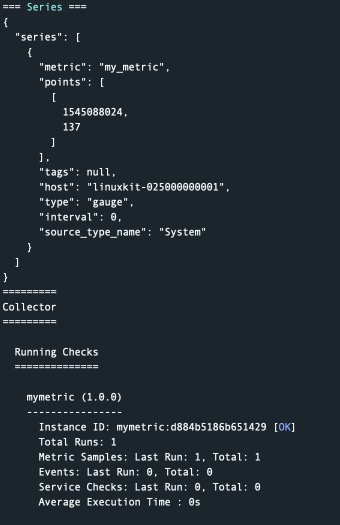 === Series ===
{
  "series": [
    {
      "metric": "my_metric",
      "points": [
        [
          1545088024,
          137
        ]
      ],
      "tags": null,
      "host": "linuxkit-025000000001",
      "type": "gauge",
      "interval": 0,
      "source_type_name": "System"
    }
  ]
}
=========
Collector
=========

  Running Checks
  ==============

    mymetric (1.0.0)
    ----------------
      Instance ID: mymetric:d884b5186b651429 [OK]
      Total Runs: 1
      Metric Samples: Last Run: 1, Total: 1
      Events: Last Run: 0, Total: 0
      Service Checks: Last Run: 0, Total: 0
      Average Execution Time : 0s